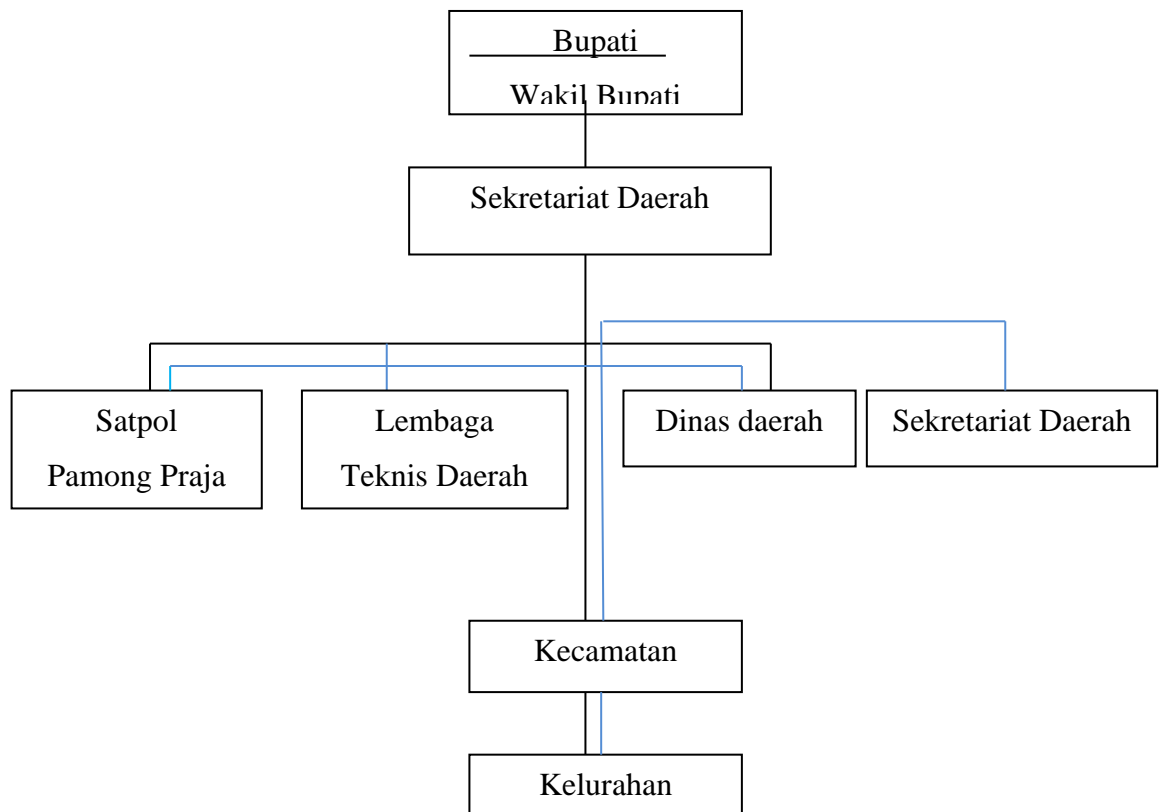 Bupati
Wakil Bupati
Sekretariat Daerah
Satpol
Pamong Praja
Lembaga
Teknis Daerah
Dinas daerah
Sekretariat Daerah
Kecamatan
Kelurahan